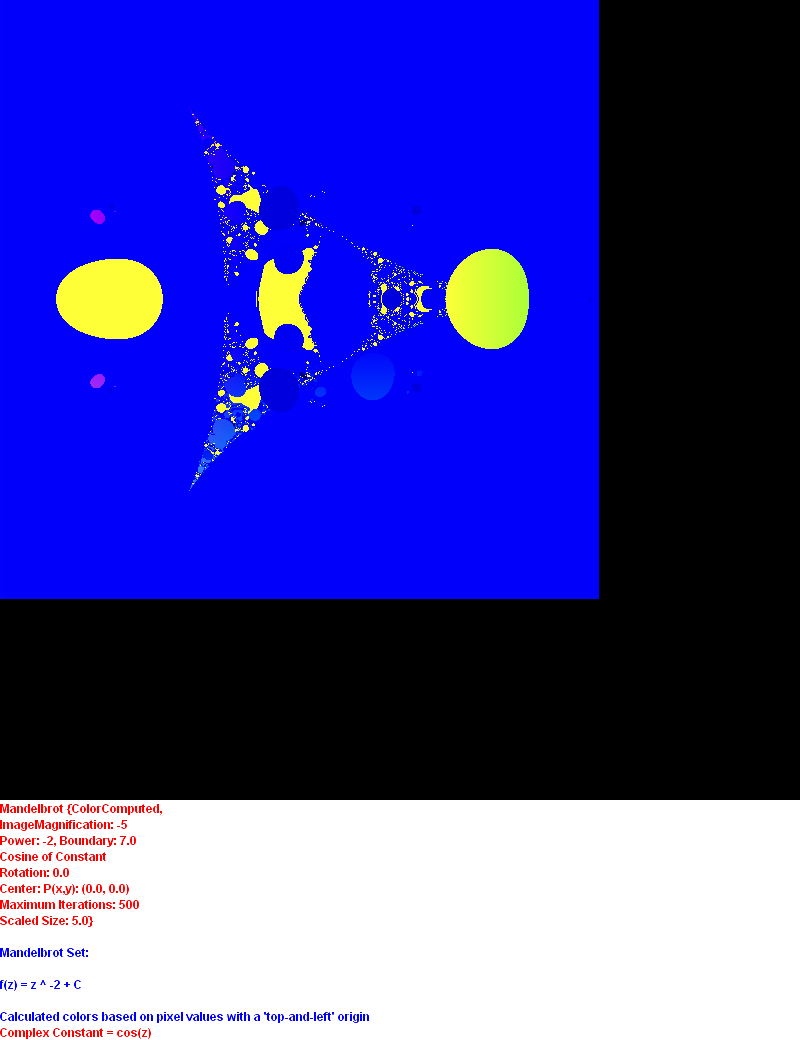 Mandelbrot {ColorComputed,
ImageMagnification: -5
Power: -2, Boundary: 7.0
Cosine of Constant
Rotation: 0.0
Center: P(x,y): (0.0, 0.0)
Maximum Iterations: 500
Scaled Size: 5.0}
Mandelbrot Set:
f(z) = z ^ -2 + C
Calculated colors based on pixel values with a 'top-and-left' origin
Complex Constant = cos(z)